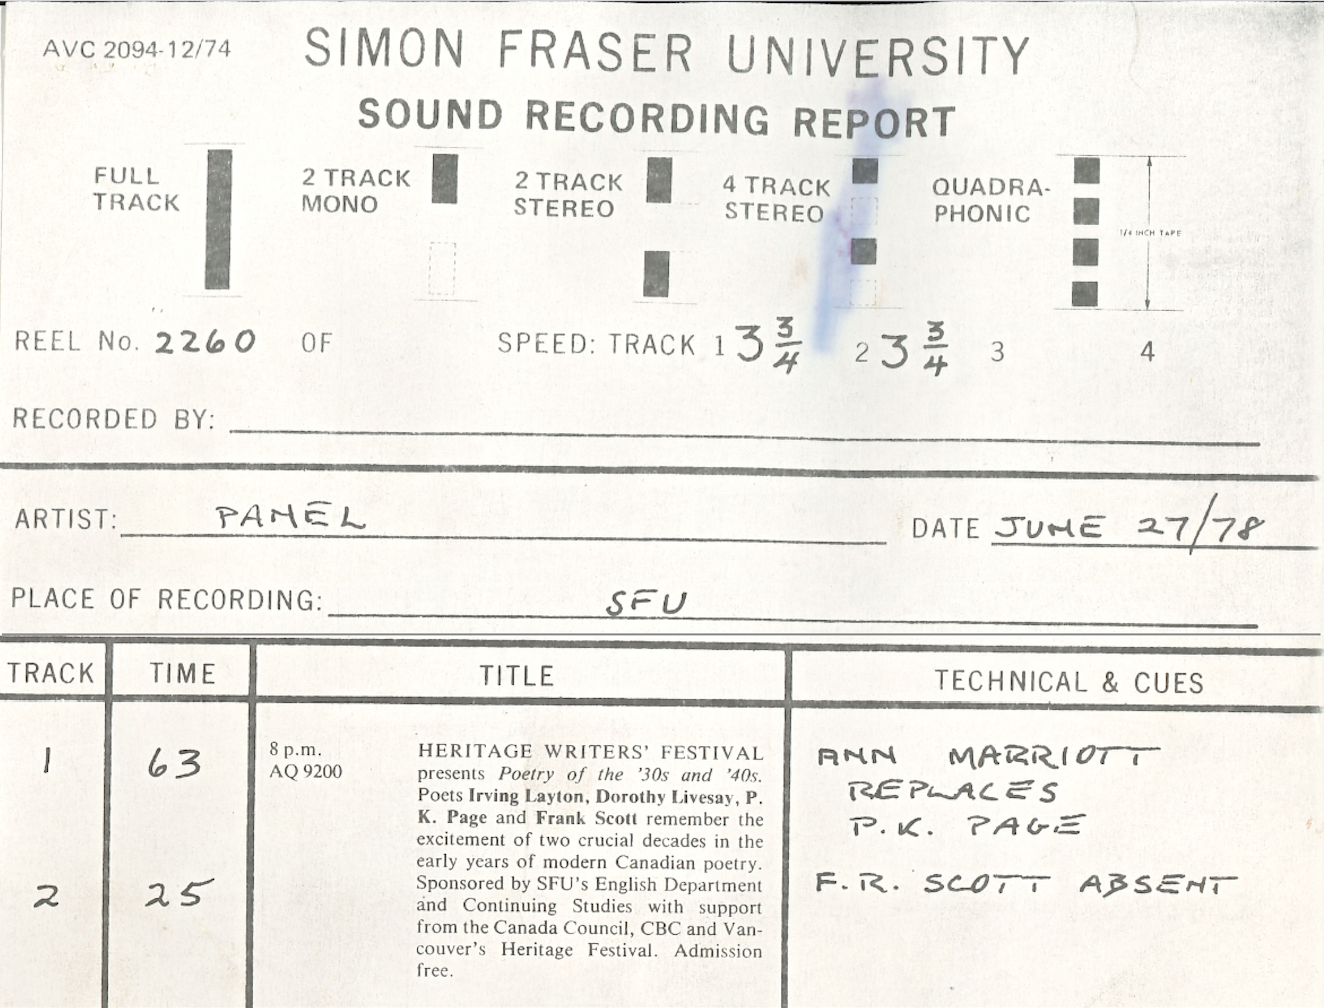 AVC 2094-12/74
SIMON FRASER UNIVERSITY
SOUND RECORDING REPORT
FULL TRACK
2 TRACK MONO
2 TRACK STEREO
4 TRACK STEREO
QUADRA-PHONIC
1/4 INCH TAPE
REEL No. 2260 OF SPEED: TRACK 1 3 3/4 2 3 3/4 3 4
RECORDED BY:
ARTIST: PANEL DATE JUNE 27/78
PLACE OF RECORDING: SFU
TRACK TIME TITLE TECHNICAL & CUES
1 63
8 p.m.
AQ 9200
HERITAGE WRITERS' FESTIVAL
presents Poetry of the '30s and '40s.
Poets Irving Layton, Dorothy Livesay, P.
K. Page and Frank Scott remember the
excitement of two crucial decades in the
early years of modern Canadian poetry.
Sponsored by SFU's English Department
and Continuing Studies with support
from the Canada Council, CBC and Van-
couver's Heritage Festival. Admission
free.
ANN MARRIOTT
REPLACES
P.K. PAGE
2 25
F.R. SCOTT ABSENT